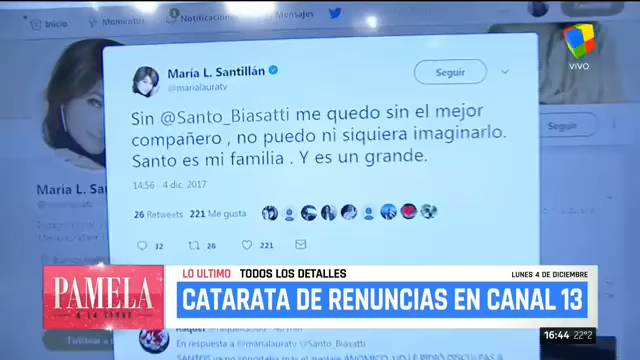 Inicio
Momentos
Notificaciones
Mensajes
VIVO
María L. Santillán
@marialauratv
Seguir
Sin @Santo_Biasatti me quedo sin el mejor
compañero , no puedo ni siquiera imaginarlo.
Santo es mi familia . Y es un grande.
14:56 4 dic. 2017
26 Retweets 221 Me gusta
32 26 221
Seguir
María L. Santill
LO ULTIMO TODOS LOS DETALLES
LUNES 4 DE DICIEMBRE
PAMELA
A LA TARDE
CATARATA DE RENUNCIAS EN CANAL 13
16:44 22°2
Raquel
En respuesta a @marialauratv @Santo_Biasatti